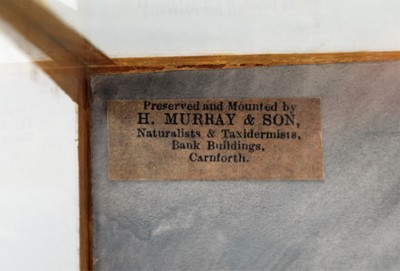 Preserved and Mounted by
H. MURRAY & SON,
Naturalists & Taxidermists,
Bank Buildings,
Carnforth.